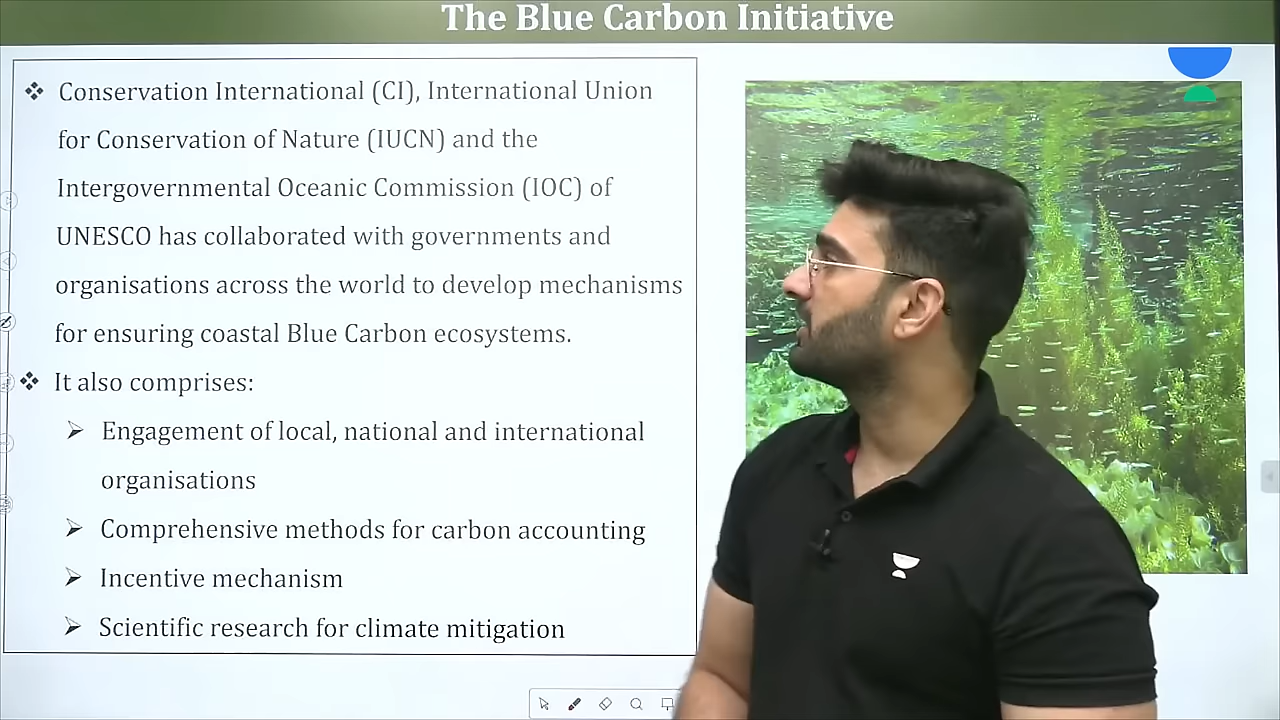 The Blue Carbon Initiative
Conservation International (CI), International Union
for Conservation of Nature (IUCN) and the
Intergovernmental Oceanic Commission (IOC) of
UNESCO has collaborated with governments and
organisations across the world to develop mechanisms
for ensuring coastal Blue Carbon ecosystems.
It also comprises:
Engagement of local, national and international
organisations
Comprehensive methods for carbon accounting
Incentive mechanism
Scientific research for climate mitigation